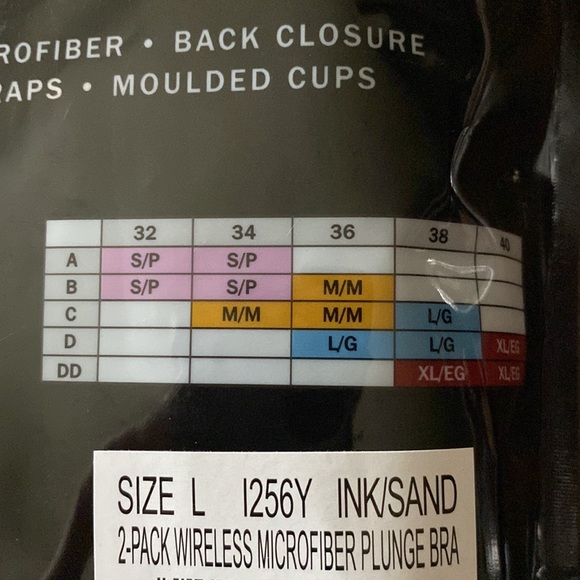 ROFIBER • BACK CLOSURE
RAPS • MOULDED CUPS
32 34 36 38 40
A S/P S/P
B S/P S/P M/M
C M/M M/M L/G
D L/G L/G XL/EG
DD XL/EG XL/EG
SIZE L I256Y INK/SAND
2-PACK WIRELESS MICROFIBER PLUNGE BRA